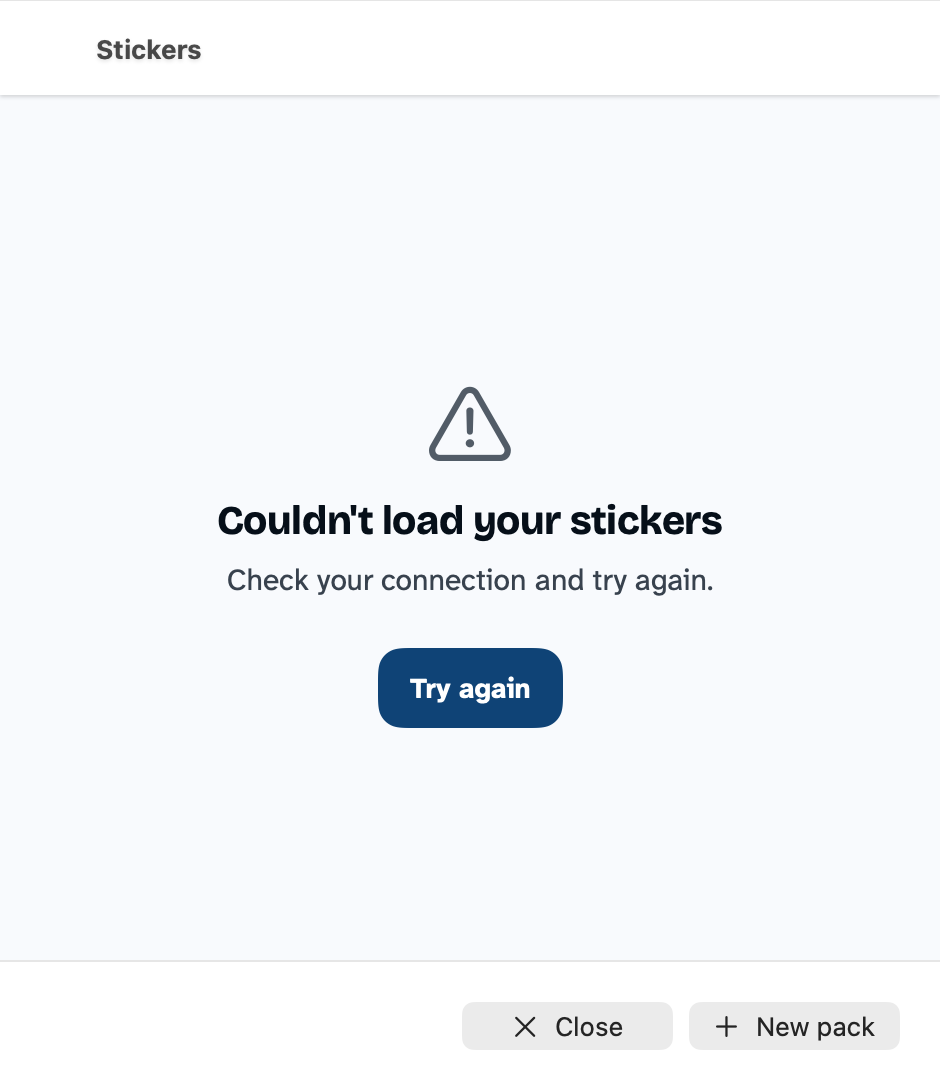 Stickers
Couldn't load your stickers
Check your connection and try again.
Try again
Close
New pack